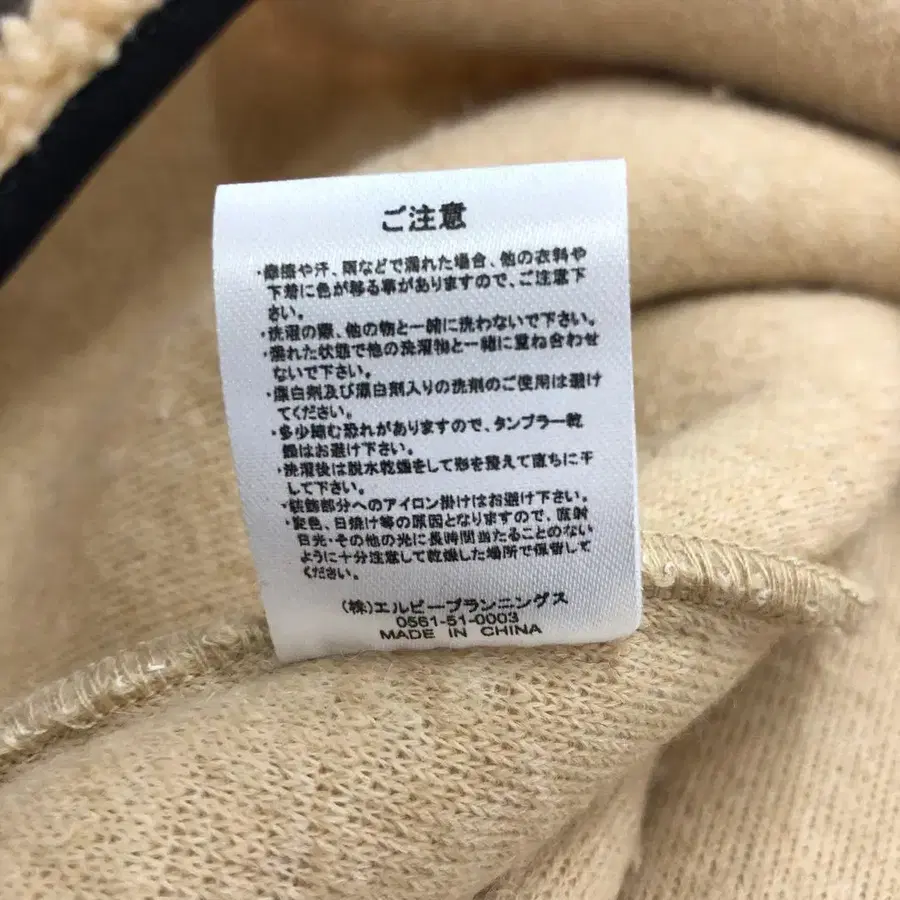 ご注意
・摩擦や汗、雨などで濡れた場合、他の衣料や
下着に色が移る事がありますので、ご注意下
さい。
・洗濯の際、他の物と一緒に洗わないで下さい。
・濡れた状態で他の洗濯物と一緒に重ね合わせ
ないで下さい。
・漂白剤及び漂白剤入りの洗剤のご使用は避け
てください。
・多少縮む恐れがありますので、タンブラー乾
燥はお避け下さい。
・洗濯後は脱水乾燥をして形を整えて直ちに干
して下さい。
・装飾部分へのアイロン掛けはお避け下さい。
・変色、日焼け等の原因となりますので、直射
日光・その他の光に長時間当たることのない
ように十分注意して乾燥した場所で保管して
ください。
(株)エルビープランニングス
0561-51-0003
MADE IN CHINA